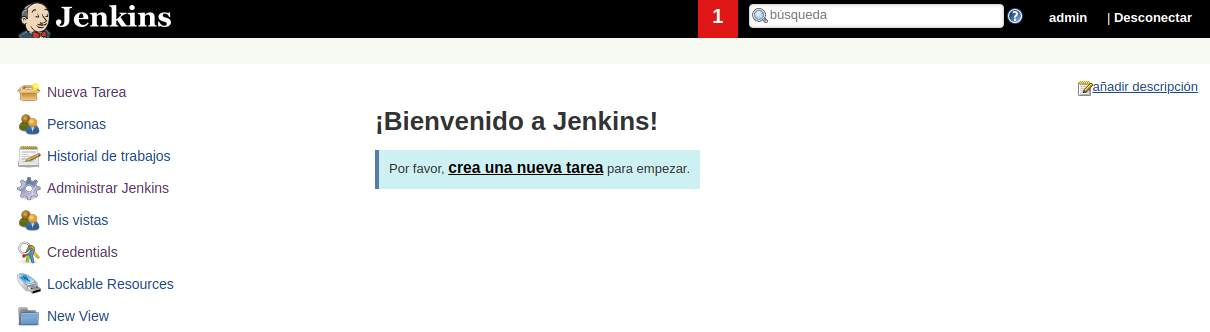 Jenkins
1
búsqueda
?
admin
| Desconectar
Nueva Tarea
Personas
Historial de trabajos
Administrar Jenkins
Mis vistas
Credentials
Lockable Resources
New View
añadir descripción
¡Bienvenido a Jenkins!
Por favor, crea una nueva tarea para empezar.